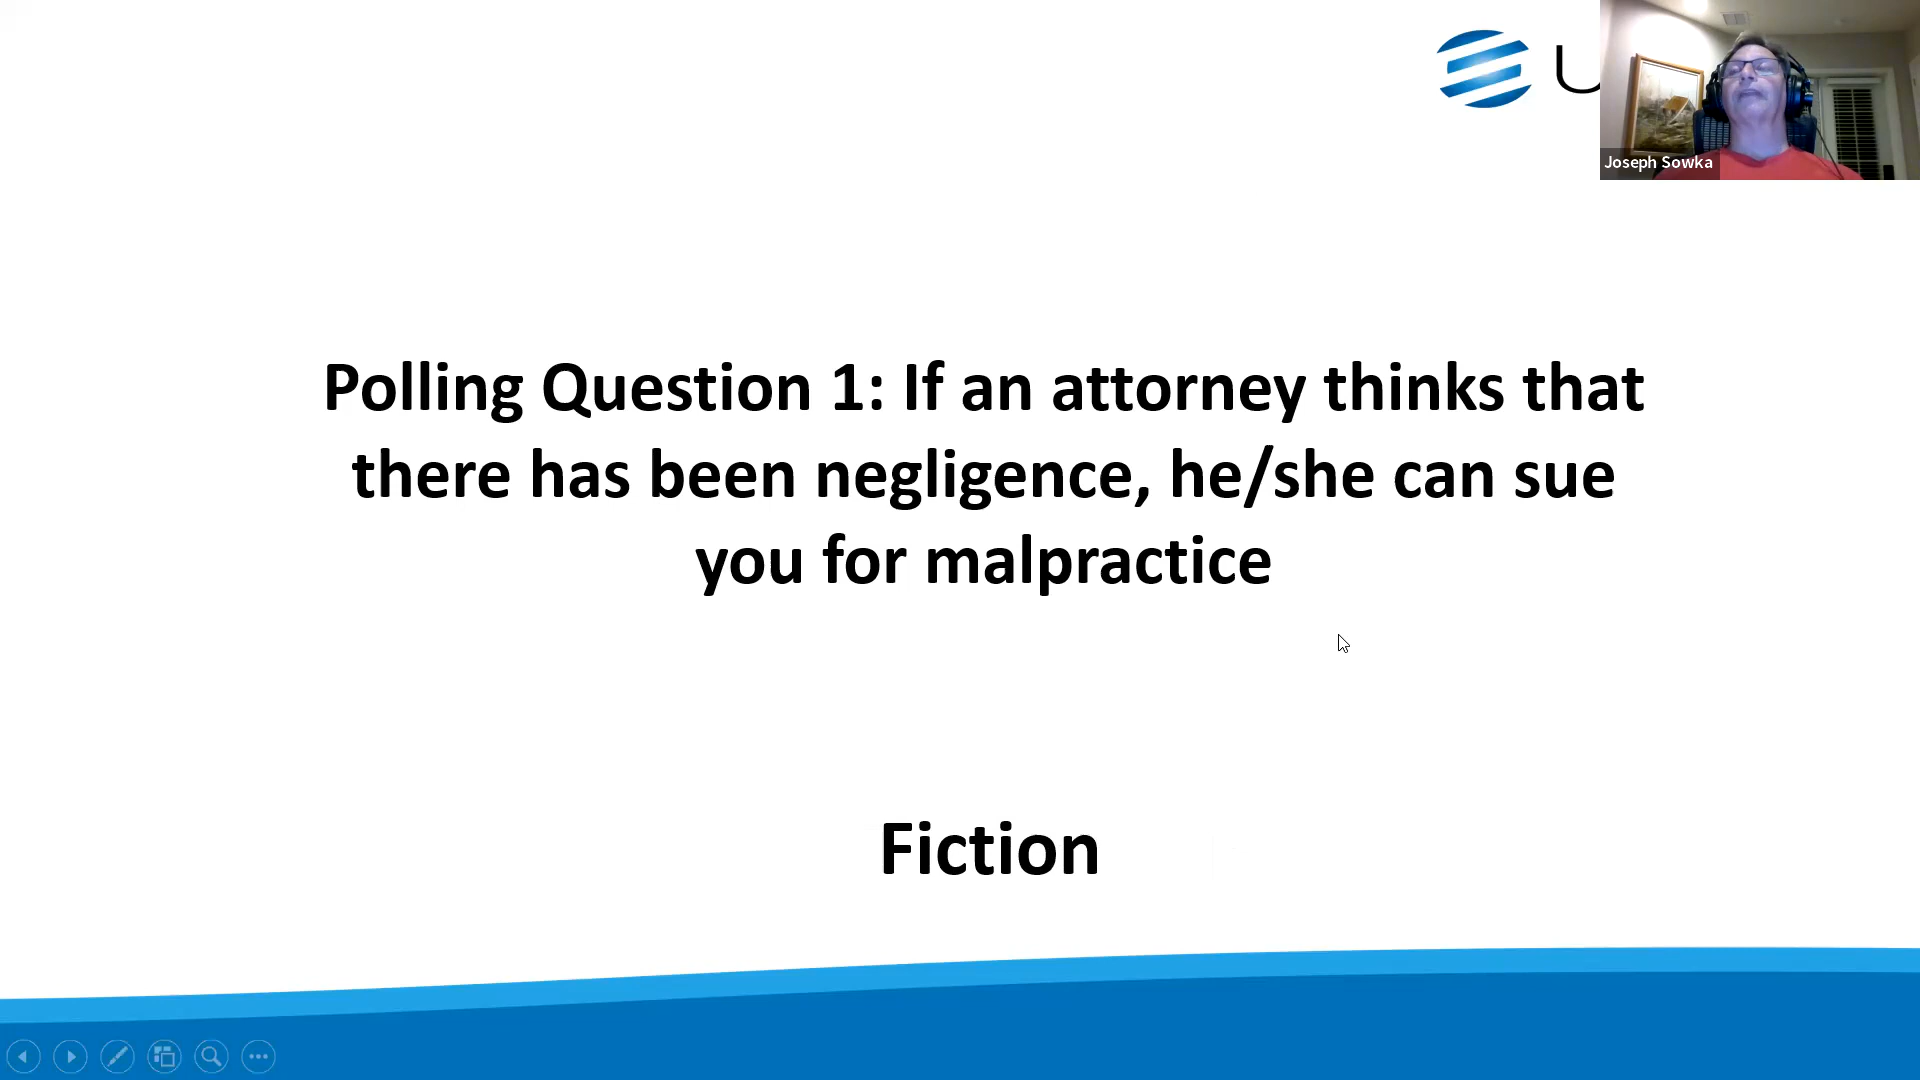 Joseph Sowka
Polling Question 1: If an attorney thinks that
there has been negligence, he/she can sue
you for malpractice
Fiction